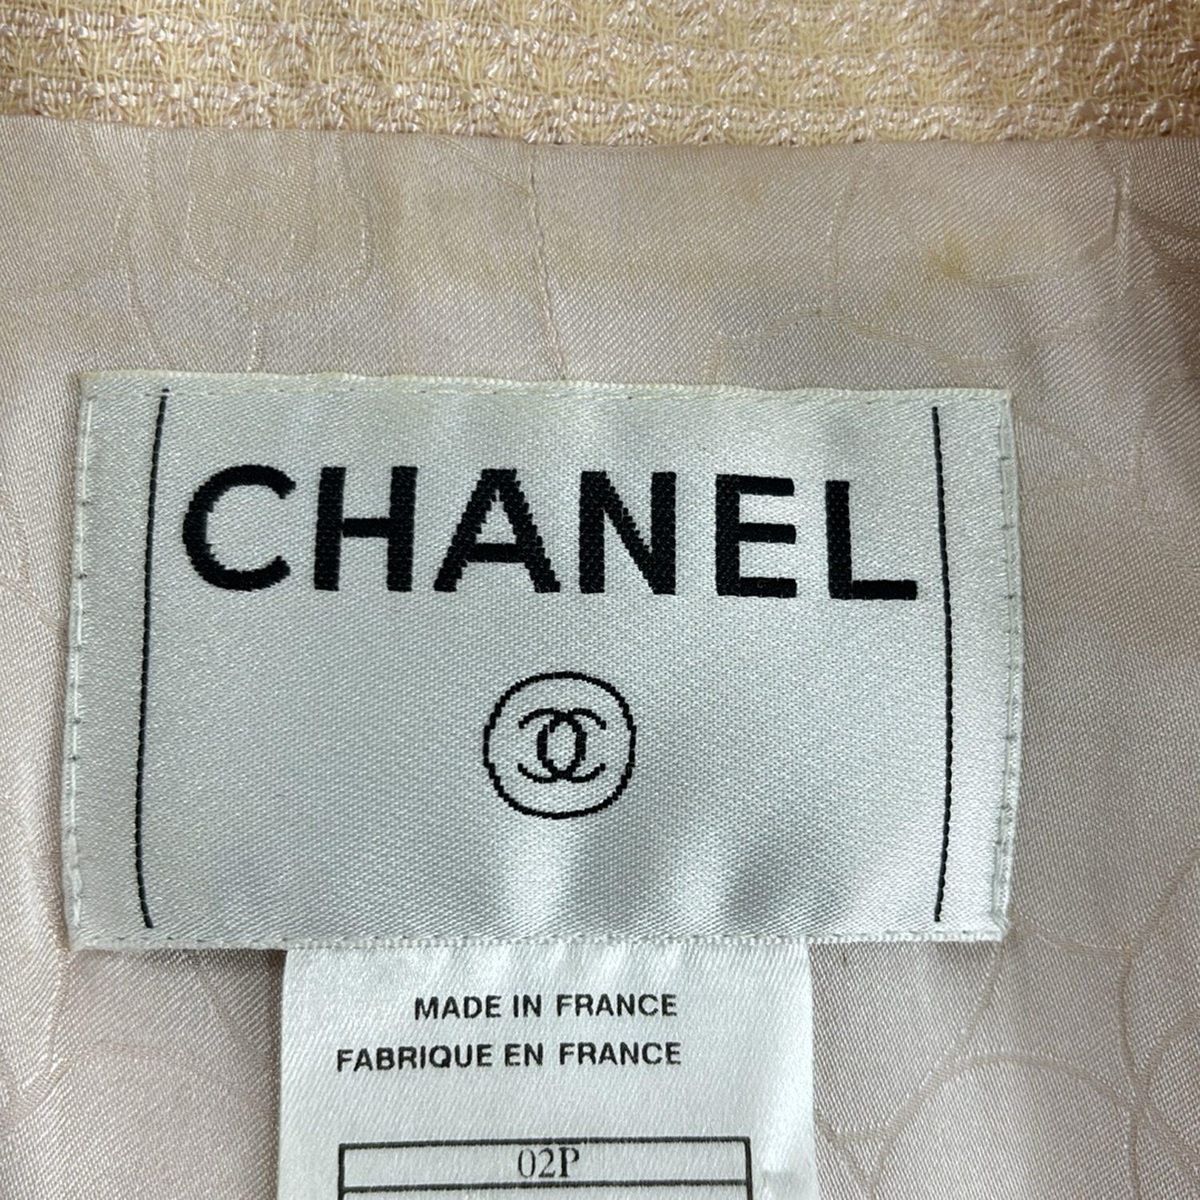 CHANEL
MADE IN FRANCE
FABRIQUE EN FRANCE
02P